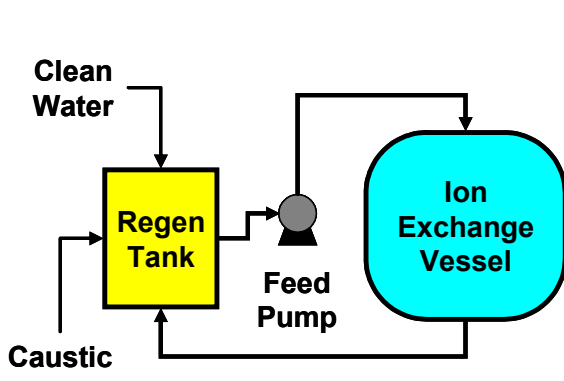 Clean
Water
Regen
Tank
Ion
Exchange
Vessel
Feed
Pump
Caustic